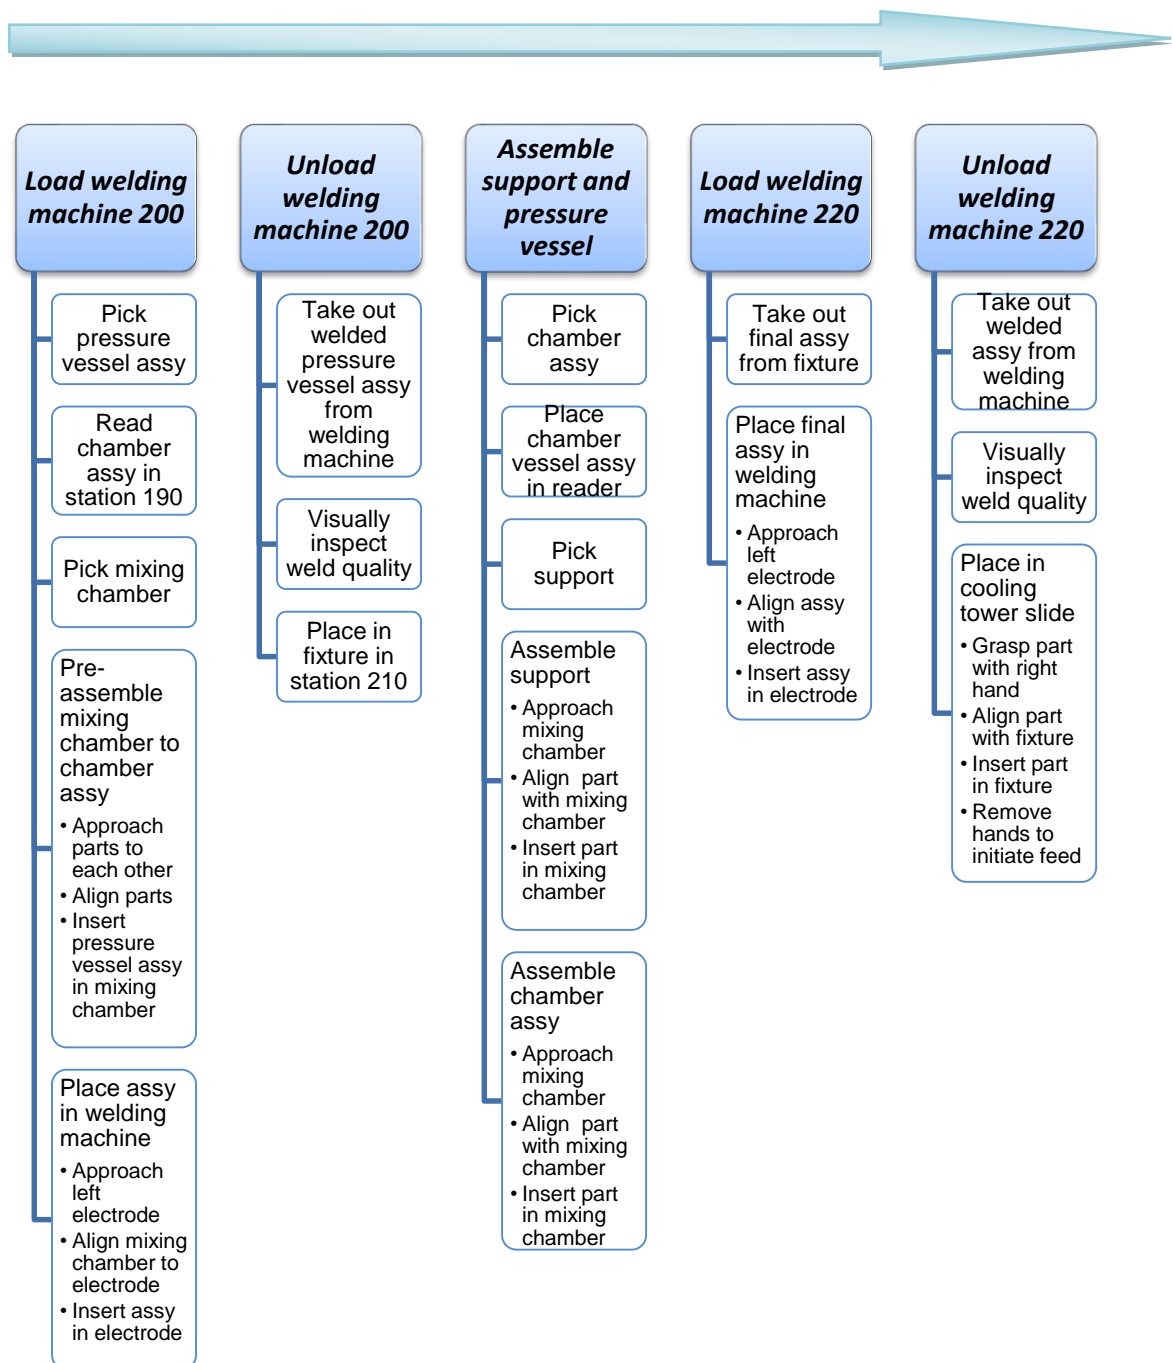 Load welding
machine 200
Pick
pressure
vessel assy
Read
chamber
assy in
station 190
Pick mixing
chamber
Pre-
assemble
mixing
chamber to
chamber
assy
• Approach
parts to
each other
• Align parts
• Insert
pressure
vessel assy
in mixing
chamber
Place assy
in welding
machine
• Approach
left
electrode
• Align mixing
chamber to
electrode
• Insert assy
in electrode
Unload
welding
machine 200
Take out
welded
pressure
vessel assy
from
welding
machine
Visually
inspect
weld quality
Place in
fixture in
station 210
Assemble
support and
pressure
vessel
Pick
chamber
assy
Place
chamber
vessel assy
in reader
Pick
support
Assemble
support
• Approach
mixing
chamber
• Align part
with mixing
chamber
• Insert part
in mixing
chamber
Assemble
chamber
assy
• Approach
mixing
chamber
• Align part
with mixing
chamber
• Insert part
in mixing
chamber
Load welding
machine 220
Take out
final assy
from fixture
Place final
assy in
welding
machine
• Approach
left
electrode
• Align assy
with
electrode
• Insert assy
in electrode
Unload
welding
machine 220
Take out
welded
assy from
welding
machine
Visually
inspect
weld quality
Place in
cooling
tower slide
• Grasp part
with right
hand
• Align part
with fixture
• Insert part
in fixture
• Remove
hands to
initiate feed